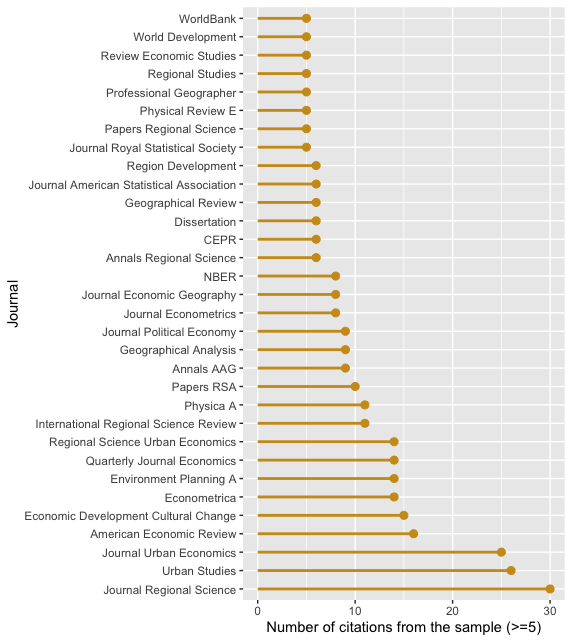 WorldBank
World Development
Review Economic Studies
Regional Studies
Professional Geographer
Physical Review E
Papers Regional Science
Journal Royal Statistical Society
Region Development
Journal American Statistical Association
Geographical Review
Dissertation
CEPR
Annals Regional Science
NBER
Journal Economic Geography
Journal Econometrics
Journal Political Economy
Geographical Analysis
Annals AAG
Papers RSA
Physica A
International Regional Science Review
Regional Science Urban Economics
Quarterly Journal Economics
Environment Planning A
Econometrica
Economic Development Cultural Change
American Economic Review
Journal Urban Economics
Urban Studies
Journal Regional Science
Journal
0 10 20 30
Number of citations from the sample (>=5)